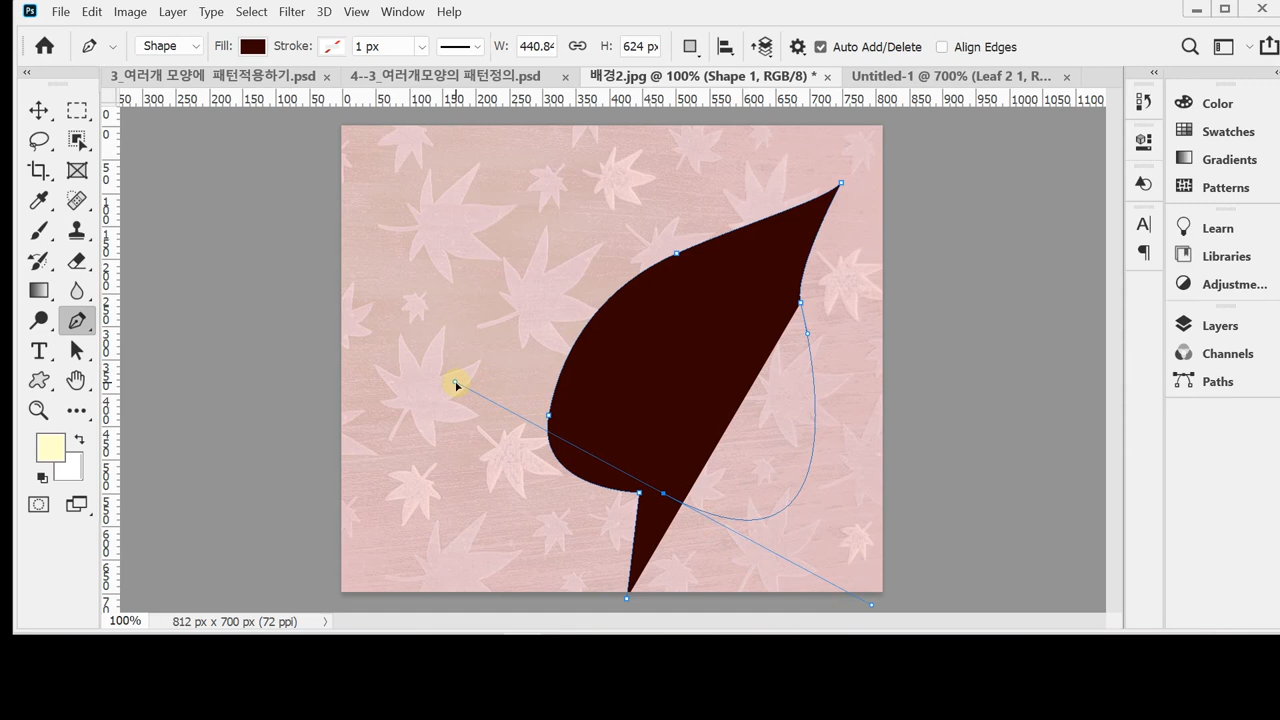 Ps File Edit Image Layer Type Select Filter 3D View Window Help
Shape Fill: Stroke: 1 px W: 440.84 H: 624 px Auto Add/Delete Align Edges
3_여러개 모양에 패턴적용하기.psd × 4--3_여러개모양의 패턴정의.psd × 배경2.jpg @ 100% (Shape 1, RGB/8) * × Untitled-1 @ 700% (Leaf 2 1, R... ×
50 300 250 200 150 100 50 0 50 100 150 200 250 300 350 400 450 500 550 600 650 700 750 800 850 900 950 1000 1050 1100
Color
Swatches
Gradients
Patterns
Learn
Libraries
Adjustme...
Layers
Channels
Paths
100% 812 px x 700 px (72 ppi)